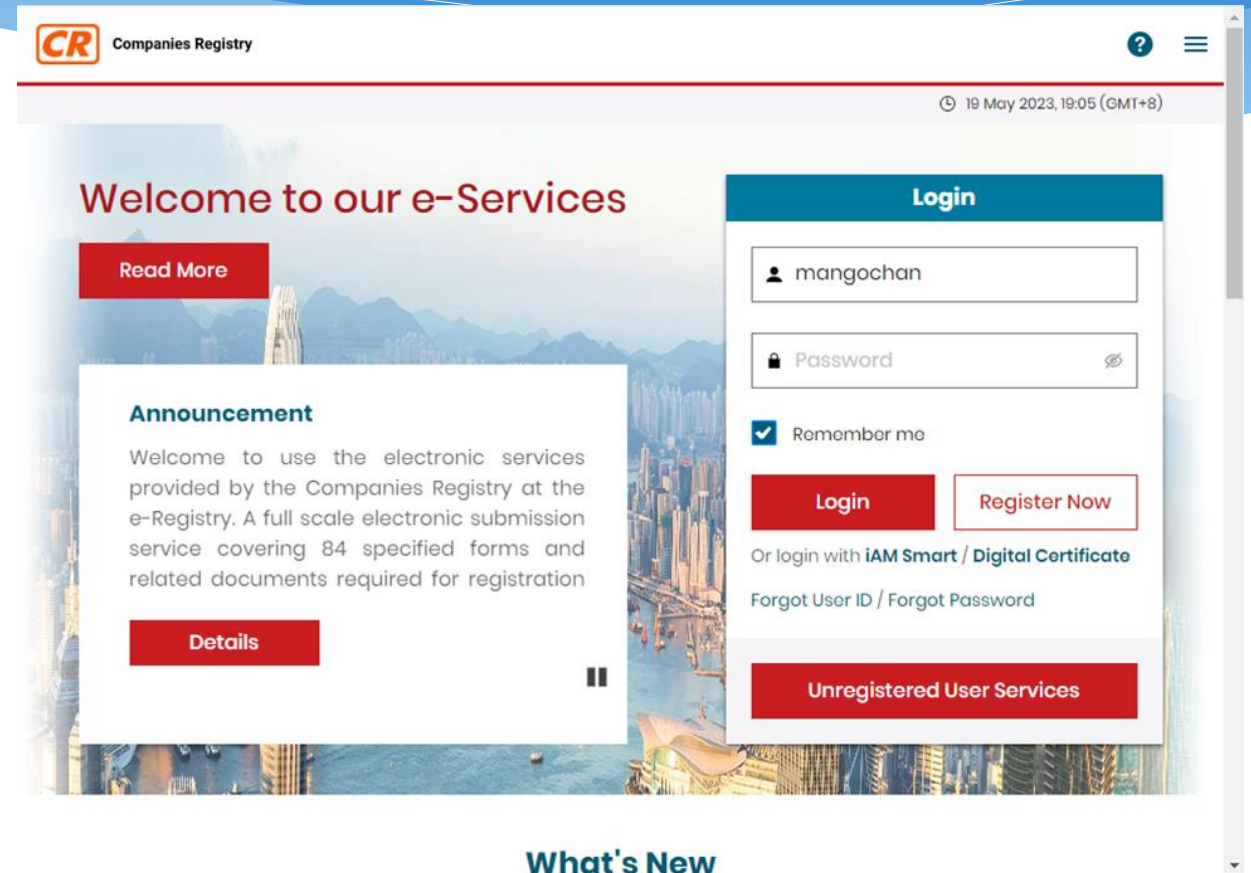 CR Companies Registry
?
19 May 2023, 19:05 (GMT+8)
Welcome to our e-Services
Read More
Announcement
Welcome to use the electronic services
provided by the Companies Registry at the
e-Registry. A full scale electronic submission
service covering 84 specified forms and
related documents required for registration
Details
Login
mangochan
Password
Remember me
Login Register Now
Or login with iAM Smart / Digital Certificate
Forgot User ID / Forgot Password
Unregistered User Services
What's New